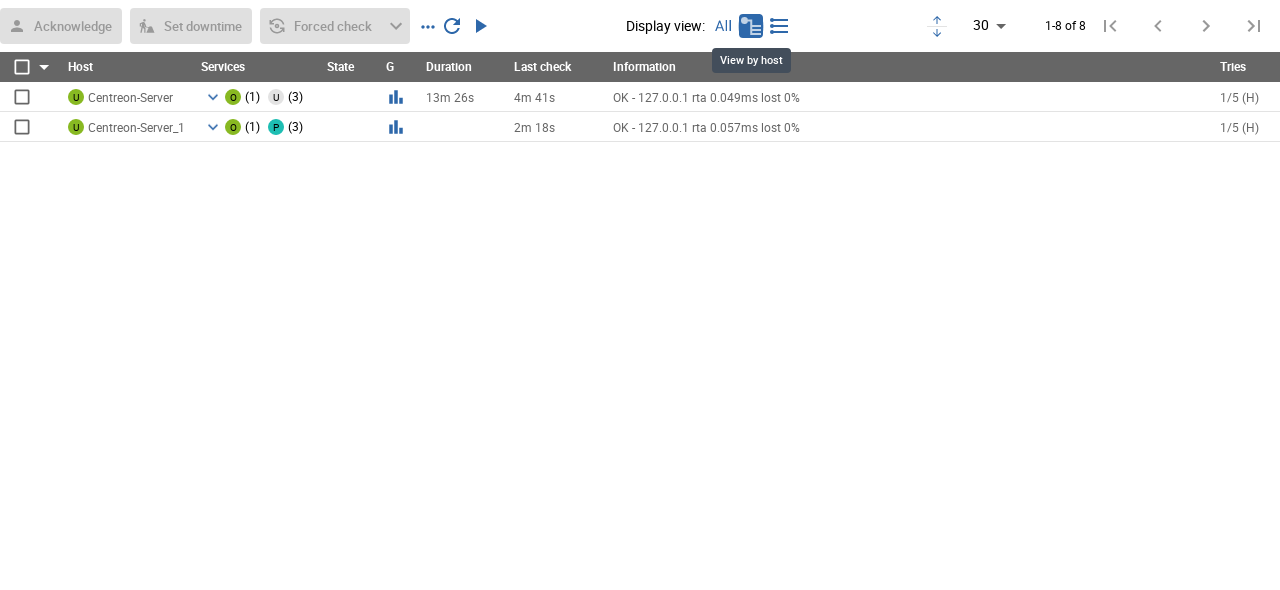 Acknowledge Set downtime Forced check Display view: All 30 1-8 of 8
View by host
Host Services State G Duration Last check Information Tries
U Centreon-Server O (1) U (3) 13m 26s 4m 41s OK - 127.0.0.1 rta 0.049ms lost 0% 1/5 (H)
U Centreon-Server_1 O (1) P (3) 2m 18s OK - 127.0.0.1 rta 0.057ms lost 0% 1/5 (H)